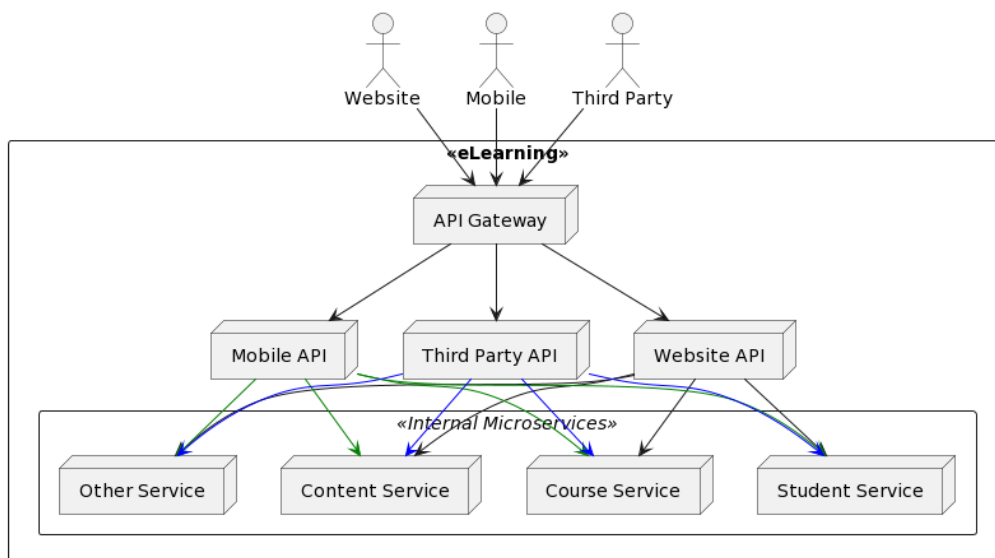 Website
Mobile
Third Party
«eLearning»
API Gateway
Mobile API
Third Party API
Website API
«Internal Microservices»
Other Service
Content Service
Course Service
Student Service